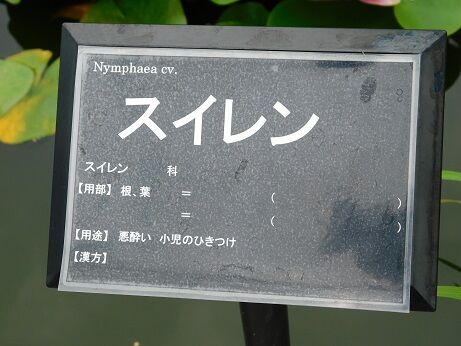 Nymphaea cv.
スイレン
スイレン 科
【用部】 根、葉 ＝ （ ）
＝ （ ）
【用途】 悪酔い 小児のひきつけ
【漢方】